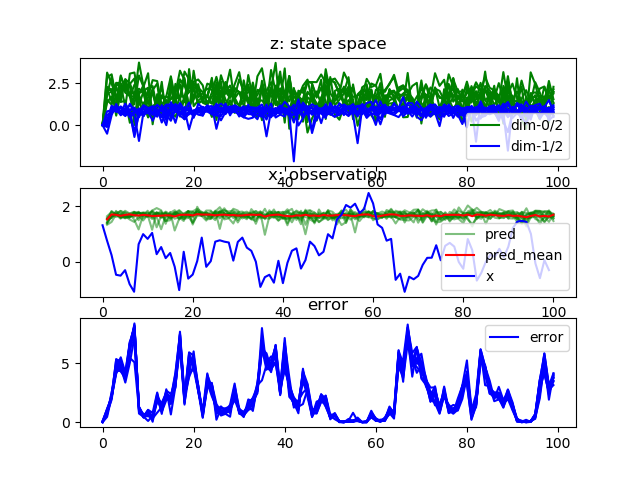 z: state space
2.5
0.0
dim-0/2
dim-1/2
0 20 40 60 80 100
x: observation
2
0
pred
pred_mean
x
0 20 40 60 80 100
error
5
0
error
0 20 40 60 80 100